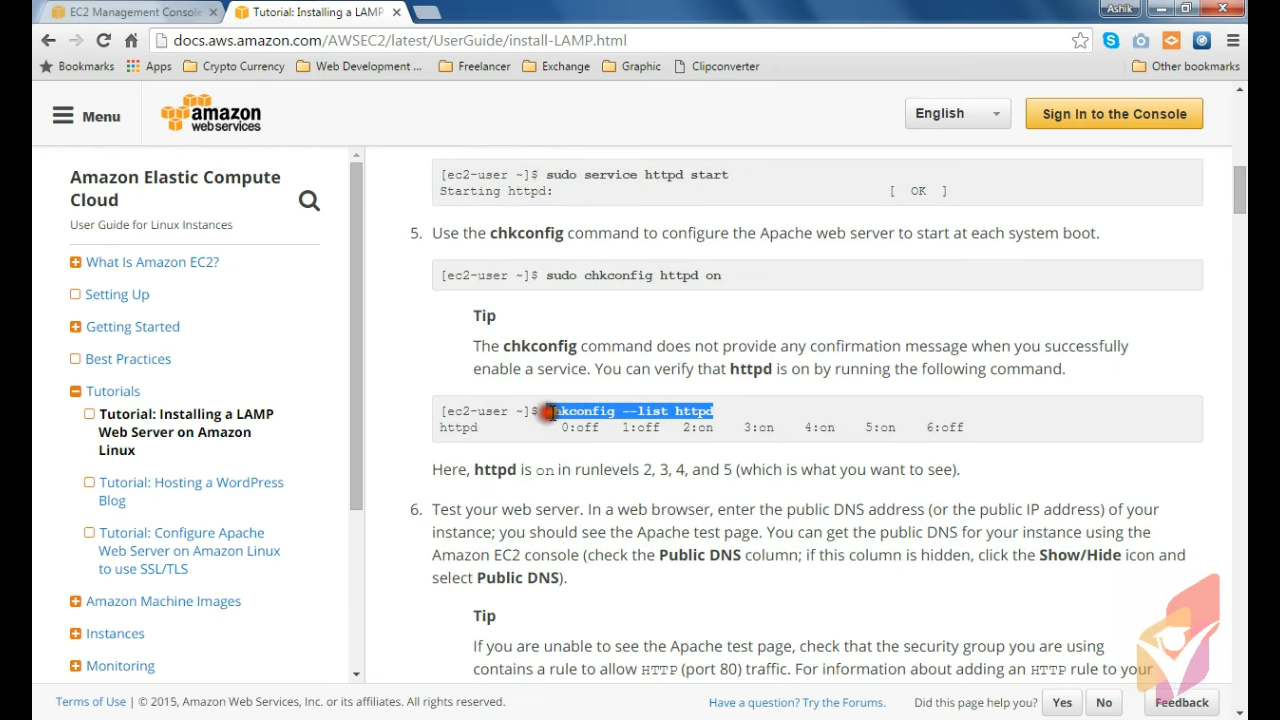 EC2 Management Console
Tutorial: Installing a LAMP
Ashik
docs.aws.amazon.com/AWSEC2/latest/UserGuide/install-LAMP.html
Bookmarks Apps Crypto Currency Web Development ... Freelancer Exchange Graphic Clipconverter Other bookmarks
Menu
amazon
web services
English
Sign In to the Console
Amazon Elastic Compute
Cloud
User Guide for Linux Instances
What Is Amazon EC2?
Setting Up
Getting Started
Best Practices
Tutorials
Tutorial: Installing a LAMP
Web Server on Amazon
Linux
Tutorial: Hosting a WordPress
Blog
Tutorial: Configure Apache
Web Server on Amazon Linux
to use SSL/TLS
Amazon Machine Images
Instances
Monitoring
[ec2-user ~]$ sudo service httpd start
Starting httpd: [ OK ]
5. Use the chkconfig command to configure the Apache web server to start at each system boot.
[ec2-user ~]$ sudo chkconfig httpd on
Tip
The chkconfig command does not provide any confirmation message when you successfully
enable a service. You can verify that httpd is on by running the following command.
[ec2-user ~]$ chkconfig --list httpd
httpd 0:off 1:off 2:on 3:on 4:on 5:on 6:off
Here, httpd is on in runlevels 2, 3, 4, and 5 (which is what you want to see).
6. Test your web server. In a web browser, enter the public DNS address (or the public IP address) of your
instance; you should see the Apache test page. You can get the public DNS for your instance using the
Amazon EC2 console (check the Public DNS column; if this column is hidden, click the Show/Hide icon and
select Public DNS).
Tip
If you are unable to see the Apache test page, check that the security group you are using
contains a rule to allow HTTP (port 80) traffic. For information about adding an HTTP rule to your
Terms of Use | © 2015, Amazon Web Services, Inc. or its affiliates. All rights reserved.
Have a question? Try the Forums.
Did this page help you? Yes No Feedback